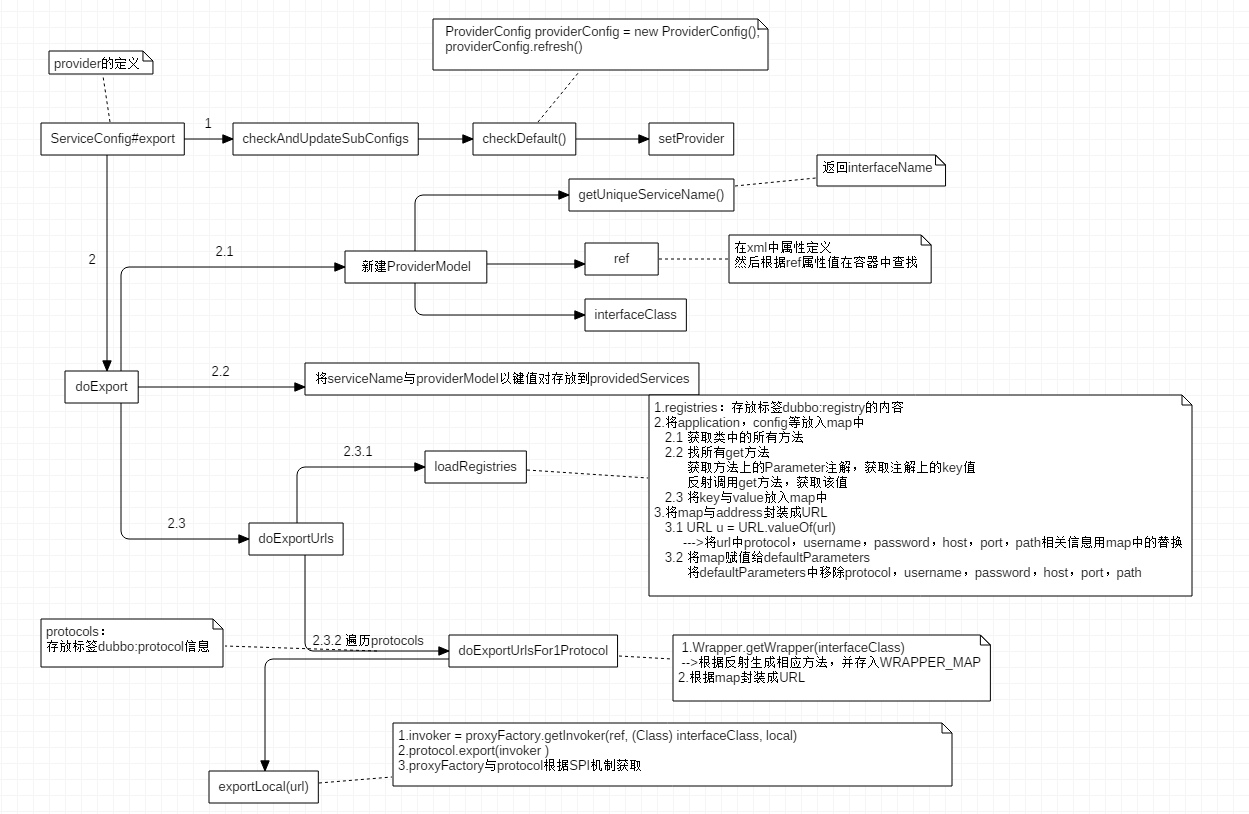 ProviderConfig providerConfig = new ProviderConfig();
providerConfig.refresh()
provider的定义
ServiceConfig#export
1
checkAndUpdateSubConfigs
checkDefault()
setProvider
返回interfaceName
getUniqueServiceName()
2
2.1
新建ProviderModel
ref
在xml中属性定义
然后根据ref属性值在容器中查找
interfaceClass
doExport
2.2
将serviceName与providerModel以键值对存放到providedServices
1.registries：存放标签dubbo:registry的内容
2.将application，config等放入map中
2.1 获取类中的所有方法
2.2 找所有get方法
获取方法上的Parameter注解，获取注解上的key值
反射调用get方法，获取该值
2.3 将key与value放入map中
3.将map与address封装成URL
3.1 URL u = URL.valueOf(url)
--->将url中protocol，username，password，host，port，path相关信息用map中的替换
3.2 将map赋值给defaultParameters
将defaultParameters中移除protocol，username，password，host，port，path
2.3.1
loadRegistries
2.3
doExportUrls
protocols：
存放标签dubbo:protocol信息
2.3.2 遍历protocols
doExportUrlsFor1Protocol
1.Wrapper.getWrapper(interfaceClass)
-->根据反射生成相应方法，并存入WRAPPER_MAP
2.根据map封装成URL
1.invoker = proxyFactory.getInvoker(ref, (Class) interfaceClass, local)
2.protocol.export(invoker )
3.proxyFactory与protocol根据SPI机制获取
exportLocal(url)